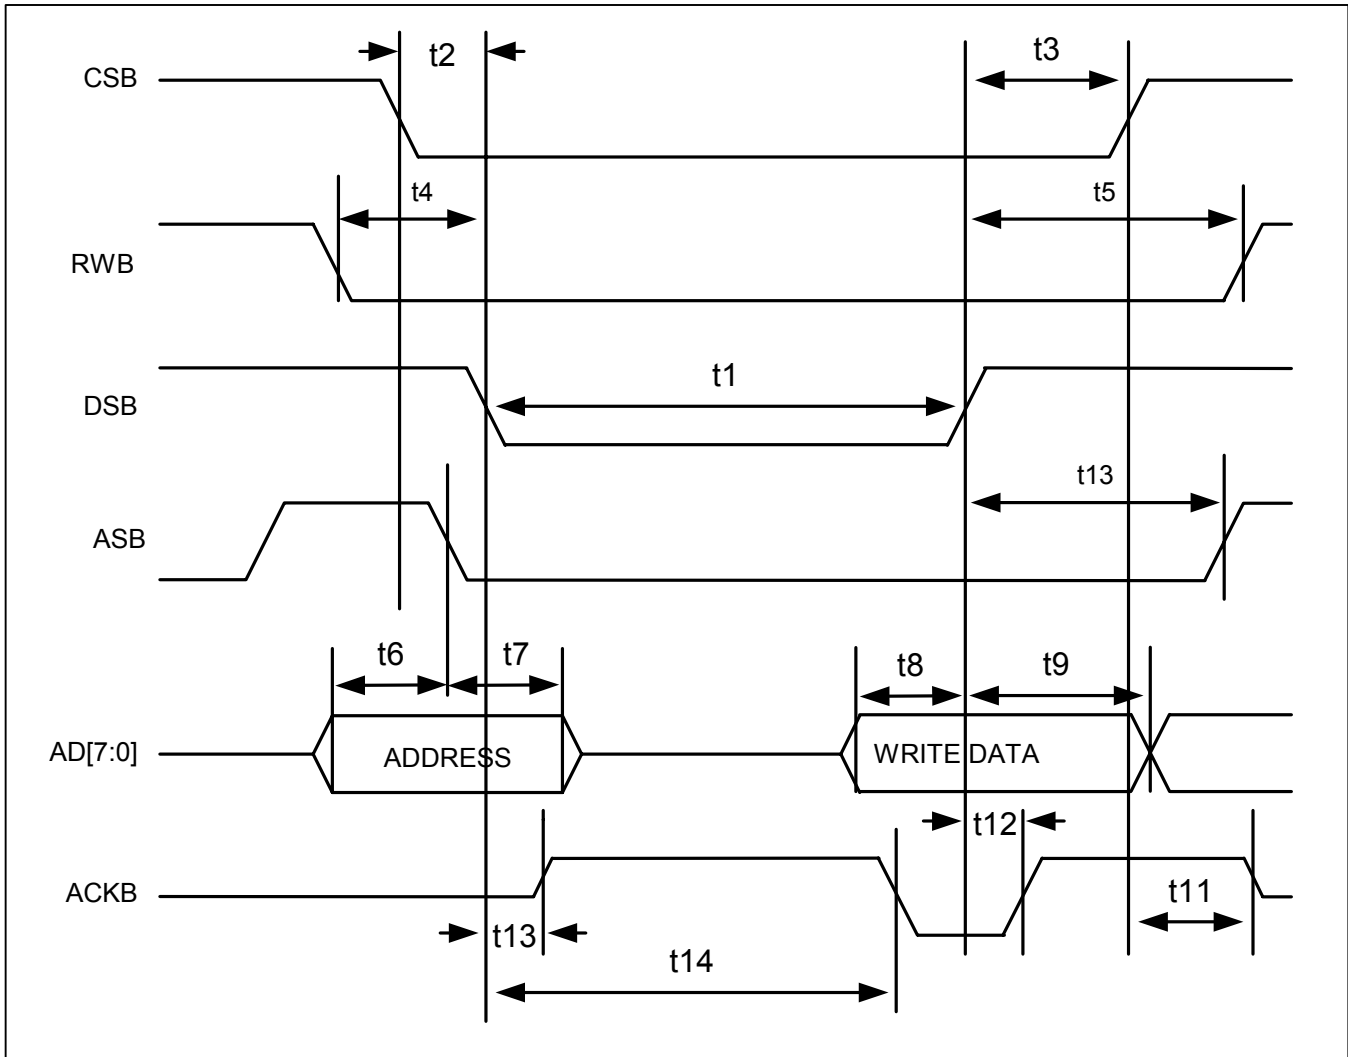 t2
t3
CSB
t4
t5
RWB
t1
DSB
t13
ASB
t6
t7
t8
t9
AD[7:0]
ADDRESS
WRITE DATA
t12
ACKB
t11
t13
t14